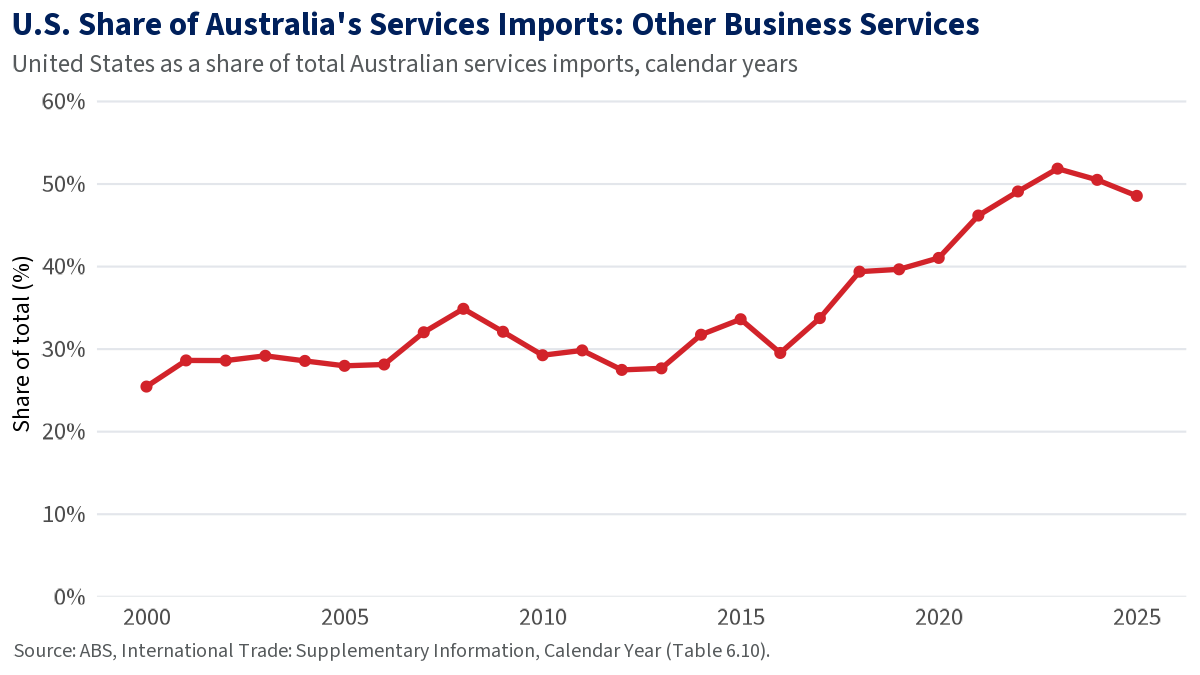 U.S. Share of Australia's Services Imports: Other Business Services
United States as a share of total Australian services imports, calendar years
60%
50%
40%
30%
20%
10%
0%
Share of total (%)
2000 2005 2010 2015 2020 2025
Source: ABS, International Trade: Supplementary Information, Calendar Year (Table 6.10).